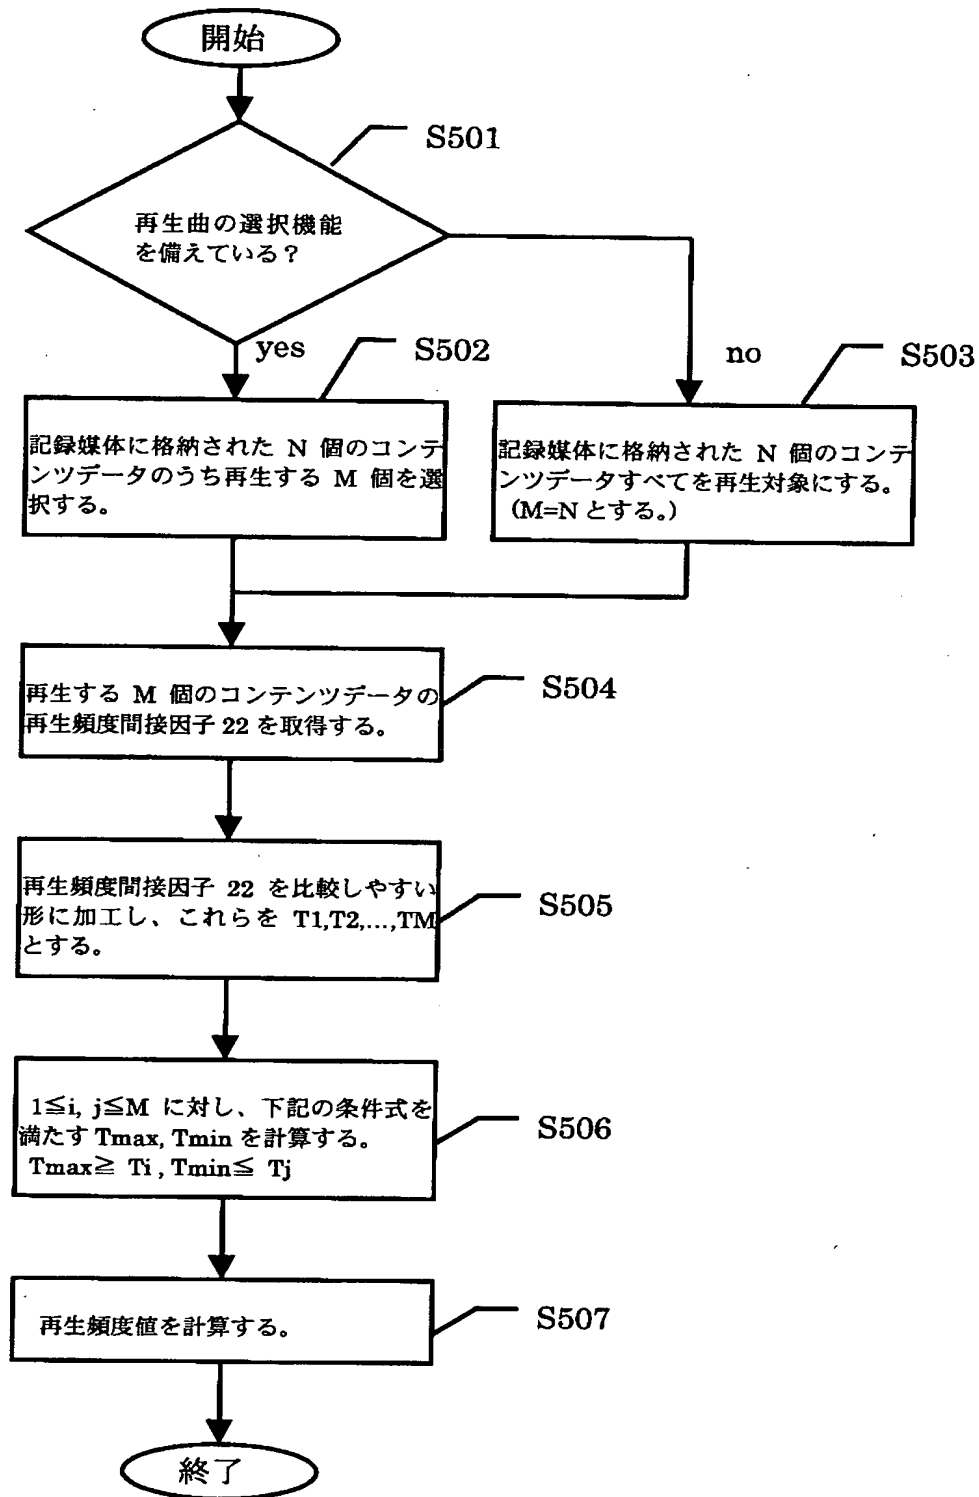 開始
S501
再生曲の選択機能
を備えている？
yes
S502
no
S503
記録媒体に格納された N 個のコンテ
ンツデータのうち再生する M 個を選
択する。
記録媒体に格納された N 個のコンテ
ンツデータすべてを再生対象にする。
(M=N とする。)
再生する M 個のコンテンツデータの
再生頻度間接因子 22 を取得する。
S504
再生頻度間接因子 22 を比較しやすい
形に加工し、これらを T1,T2,...,TM
とする。
S505
1≦i, j≦M に対し、下記の条件式を
満たす Tmax, Tmin を計算する。
Tmax≧ Ti , Tmin≦ Tj
S506
再生頻度値を計算する。
S507
終了